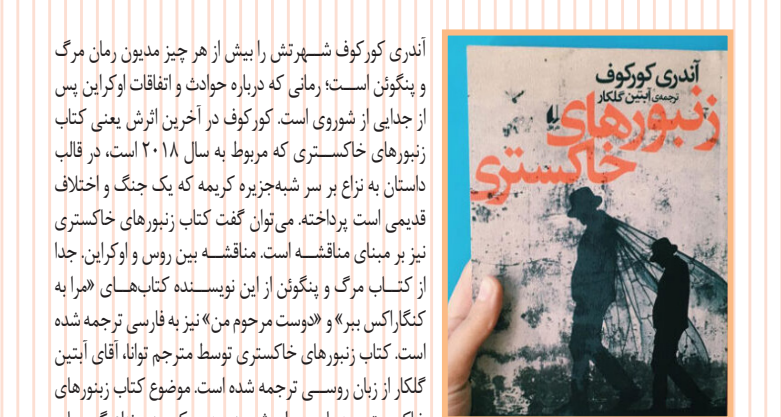 آندری کورکوف شهرتش را بیش از هر چیز مدیون رمان مرگ
و پنگوئن است؛ رمانی که درباره حوادث و اتفاقات اوکراین پس
از جدایی از شوروی است. کورکوف در آخرین اثرش یعنی کتاب
زنبورهای خاکستری که مربوط به سال ۲۰۱۸ است، در قالب
داستان به نزاع بر سر شبه‌جزیره کریمه که یک جنگ و اختلاف
قدیمی است پرداخته. می‌توان گفت کتاب زنبورهای خاکستری
نیز بر مبنای مناقشه است. مناقشه بین روس و اوکراین. جدا
از کتاب مرگ و پنگوئن از این نویسنده کتاب‌های «مرا به
کنگاراکس ببر» و «دوست مرحوم من» نیز به فارسی ترجمه شده
است. کتاب زنبورهای خاکستری توسط مترجم توانا، آقای آبتین
گلکار از زبان روسی ترجمه شده است. موضوع کتاب زبنورهای
آندری کورکوف
ترجمه‌ی آبتین گلکار
زنبورهای
خاکستری